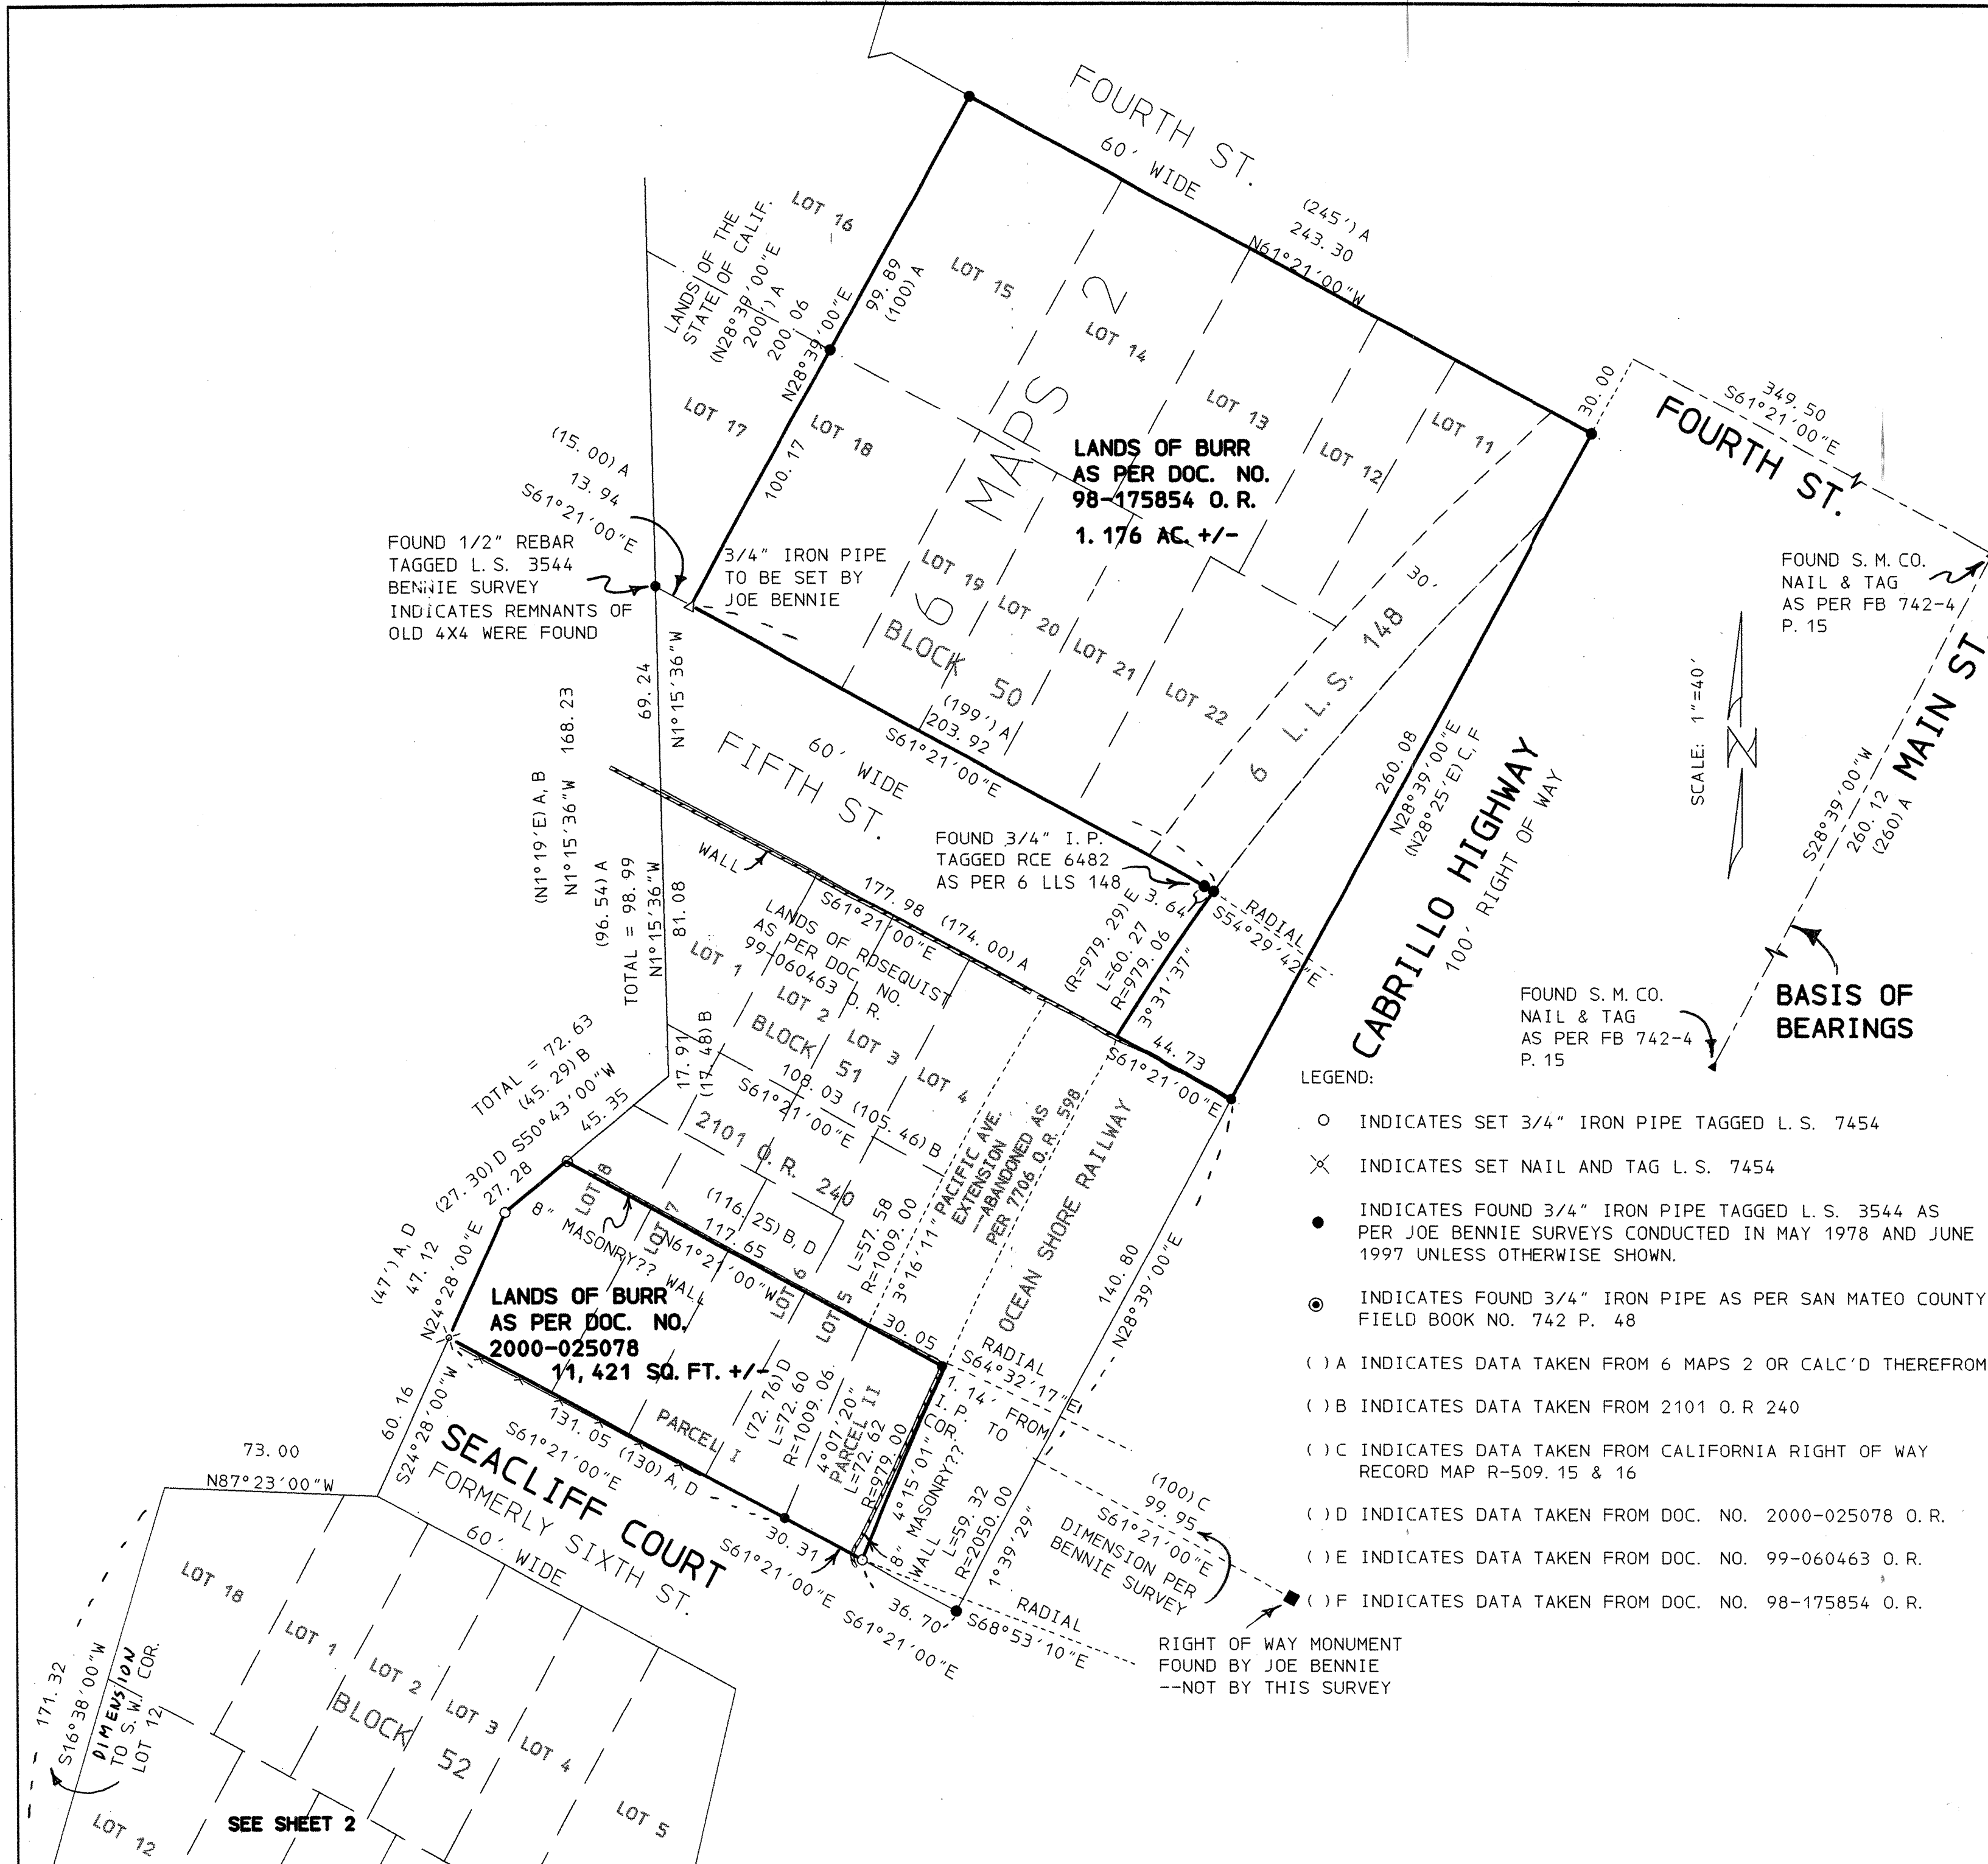 FOURTH ST.
60' WIDE
(245')A
243.30
N61°21'00"W
LOT 16
LANDS OF THE
STATE OF CALIF.
(N28°39'00"E
200')A
200.06
99.89
(100)A
N28°39'00"E
100.17
LOT 15
LOT 14
LOT 13
LOT 12
LOT 11
LOT 17
LOT 18
6 MAPS 2
30.00
349.50
S61°21'00"E
FOURTH ST.
LANDS OF BURR
AS PER DOC. NO.
98-175854 O.R.
1.176 AC. +/-
(15.00)A
13.94
S61°21'00"E
FOUND 1/2" REBAR
TAGGED L.S. 3544
BENNIE SURVEY
INDICATES REMNANTS OF
OLD 4X4 WERE FOUND
3/4" IRON PIPE
TO BE SET BY
JOE BENNIE
FOUND S.M.CO.
NAIL & TAG
AS PER FB 742-4
P.15
LOT 19
LOT 20
LOT 21
LOT 22
BLOCK 50
30'
6 L.L.S. 148
(199')A
203.92
S61°21'00"E
69.24
N1°15'36"W
FIFTH ST.
60' WIDE
260.08
N28°39'00"E
(N28°25'E)C,F
CABRILLO HIGHWAY
100' RIGHT OF WAY
SCALE: 1"=40'
N
MAIN ST.
S28°39'00"W
260.12
(260)A
(N1°19'E)A,B
N1°15'36"W 168.23
(96.54)A
TOTAL = 98.99
N1°15'36"W
81.08
WALL
FOUND 3/4" I.P.
TAGGED RCE 6482
AS PER 6 LLS 148
177.98 (174.00)A
S61°21'00"E
3.64
RADIAL
S54°29'42"E
(R=979.29)E
L=60.27
R=979.06
3°31'37"
LANDS OF ROSEQUIST
AS PER DOC. NO.
99-060463 O.R.
LOT 1
LOT 2
LOT 3
LOT 4
BLOCK 51
44.73
S61°21'00"E
FOUND S.M.CO.
NAIL & TAG
AS PER FB 742-4
P.15
BASIS OF
BEARINGS
TOTAL = 72.63
(45.29)B
S50°43'00"W
45.35
17.91
(17.48)B
108.03 (105.46)B
S61°21'00"E
2101 O.R. 240
(27.30)D
27.28
PACIFIC AVE.
EXTENSION
---ABANDONED AS
PER 7706 O.R. 598
OCEAN SHORE RAILWAY
LOT 8
8" MASONRY?? WALL
LOT 7
(116.25)B,D
117.65
N61°21'00"W
LOT 6
LOT 5
L=57.58
R=1009.00
3°16'11"
30.05
140.80
N28°39'00"E
(47')A,D
47.12
N24°28'00"E
LANDS OF BURR
AS PER DOC. NO.
2000-025078
11,421 SQ.FT. +/-
RADIAL
S64°32'17"E
1.14' FROM
I.P. TO
COR.
(72.76)D
L=72.60
R=1009.06
4°07'20"
PARCEL II
L=72.62
R=979.00
4°15'01"
8" MASONRY??
WALL
PARCEL I
131.05 (130)A,D
S61°21'00"E
60.16
S24°28'00"W
SEACLIFF COURT
FORMERLY SIXTH ST.
60' WIDE
73.00
N87°23'00"W
30.31
S61°21'00"E
36.70
S61°21'00"E
L=59.32
R=2050.00
1°39'29"
RADIAL
S68°53'10"E
(100)C
99.95
S61°21'00"E
DIMENSION PER
BENNIE SURVEY
RIGHT OF WAY MONUMENT
FOUND BY JOE BENNIE
--NOT BY THIS SURVEY
LEGEND:
INDICATES SET 3/4" IRON PIPE TAGGED L.S. 7454
INDICATES SET NAIL AND TAG L.S. 7454
INDICATES FOUND 3/4" IRON PIPE TAGGED L.S. 3544 AS
PER JOE BENNIE SURVEYS CONDUCTED IN MAY 1978 AND JUNE
1997 UNLESS OTHERWISE SHOWN.
INDICATES FOUND 3/4" IRON PIPE AS PER SAN MATEO COUNTY
FIELD BOOK NO. 742 P. 48
( )A INDICATES DATA TAKEN FROM 6 MAPS 2 OR CALC'D THEREFROM
( )B INDICATES DATA TAKEN FROM 2101 O.R 240
( )C INDICATES DATA TAKEN FROM CALIFORNIA RIGHT OF WAY
RECORD MAP R-509.15 & 16
( )D INDICATES DATA TAKEN FROM DOC. NO. 2000-025078 O.R.
( )E INDICATES DATA TAKEN FROM DOC. NO. 99-060463 O.R.
( )F INDICATES DATA TAKEN FROM DOC. NO. 98-175854 O.R.
LOT 18
LOT 1
LOT 2
LOT 3
LOT 4
LOT 5
BLOCK 52
171.32
S16°38'00"W
DIMENSION
TO S.W. COR.
LOT 12
LOT 12
SEE SHEET 2